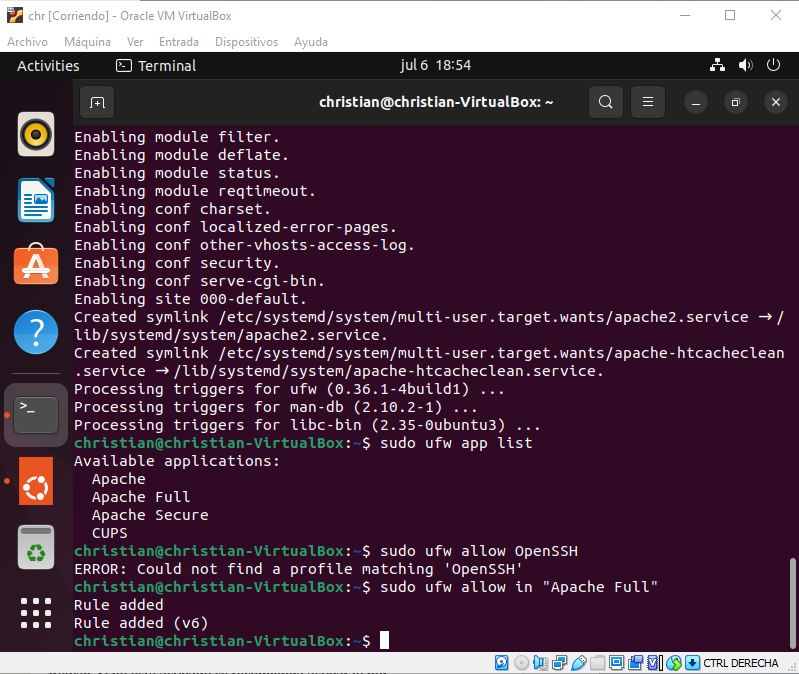 chr [Corriendo] - Oracle VM VirtualBox
Archivo Máquina Ver Entrada Dispositivos Ayuda
Activities Terminal jul 6 18:54
christian@christian-VirtualBox: ~
Enabling module filter.
Enabling module deflate.
Enabling module status.
Enabling module reqtimeout.
Enabling conf charset.
Enabling conf localized-error-pages.
Enabling conf other-vhosts-access-log.
Enabling conf security.
Enabling conf serve-cgi-bin.
Enabling site 000-default.
Created symlink /etc/systemd/system/multi-user.target.wants/apache2.service → /
lib/systemd/system/apache2.service.
Created symlink /etc/systemd/system/multi-user.target.wants/apache-htcacheclean
.service → /lib/systemd/system/apache-htcacheclean.service.
Processing triggers for ufw (0.36.1-4build1) ...
Processing triggers for man-db (2.10.2-1) ...
Processing triggers for libc-bin (2.35-0ubuntu3) ...
christian@christian-VirtualBox:~$ sudo ufw app list
Available applications:
Apache
Apache Full
Apache Secure
CUPS
christian@christian-VirtualBox:~$ sudo ufw allow OpenSSH
ERROR: Could not find a profile matching 'OpenSSH'
christian@christian-VirtualBox:~$ sudo ufw allow in "Apache Full"
Rule added
Rule added (v6)
christian@christian-VirtualBox:~$
CTRL DERECHA